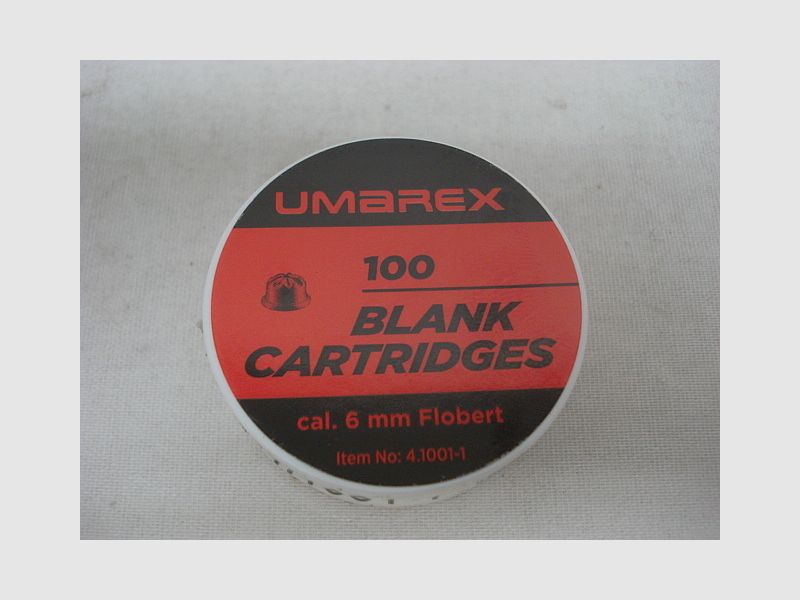 UMAREX
100
BLANK
CARTRIDGES
cal. 6 mm Flobert
Item No: 4.1001-1